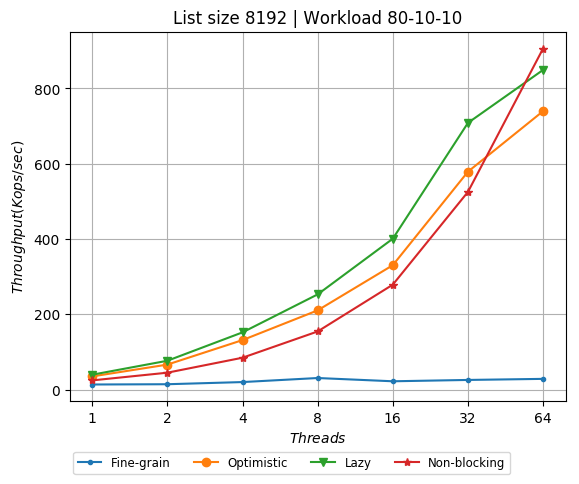 List size 8192 | Workload 80-10-10
Throughput(Kops/sec)
800
600
400
200
0
1 2 4 8 16 32 64
Threads
Fine-grain Optimistic Lazy Non-blocking